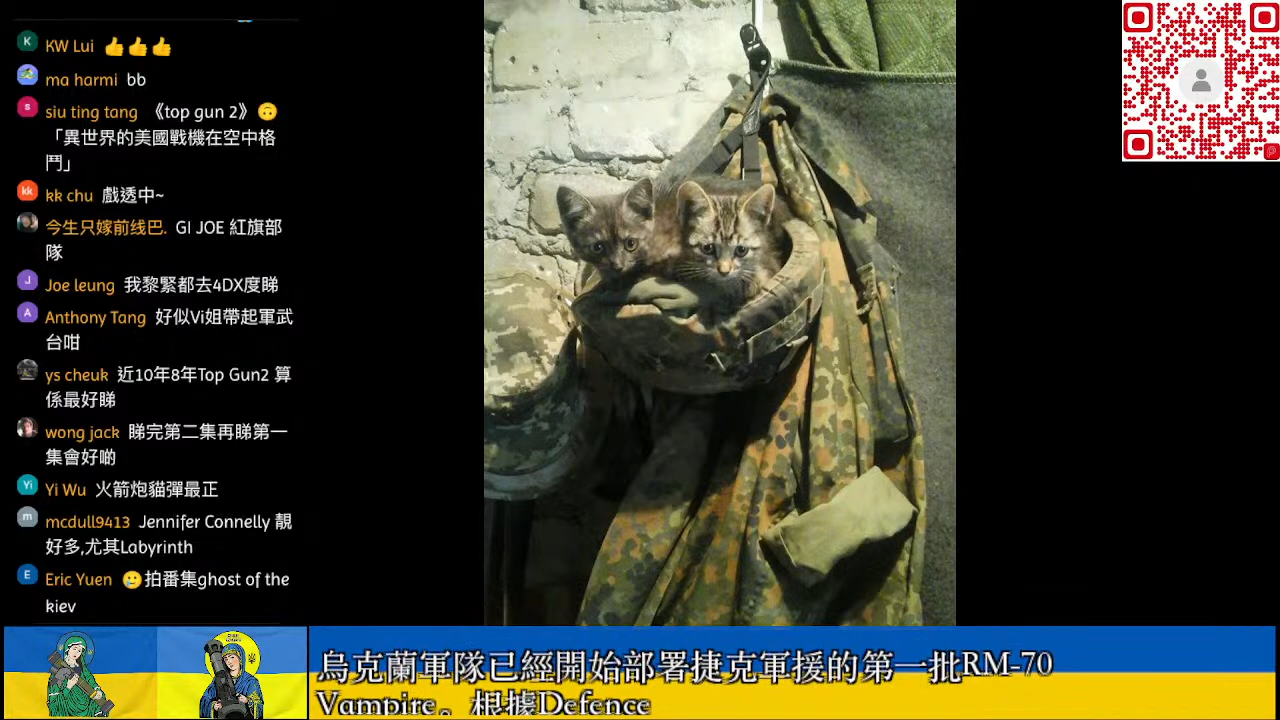 KW Lui 👍👍👍
ma harmi bb
siu ting tang 《top gun 2》🙃
「異世界的美國戰機在空中格
鬥」
kk chu 戲透中~
今生只嫁前线巴. GI JOE 紅旗部
隊
Joe leung 我黎緊都去4DX度睇
Anthony Tang 好似Vi姐帶起軍武
台咁
ys cheuk 近10年8年Top Gun2 算
係最好睇
wong jack 睇完第二集再睇第一
集會好啲
Yi Wu 火箭炮貓彈最正
mcdull9413 Jennifer Connelly 靚
好多,尤其Labyrinth
Eric Yuen 🥲拍番集ghost of the
kiev
烏克蘭軍隊已經開始部署捷克軍援的第一批RM-70
Vampire。根據Defence